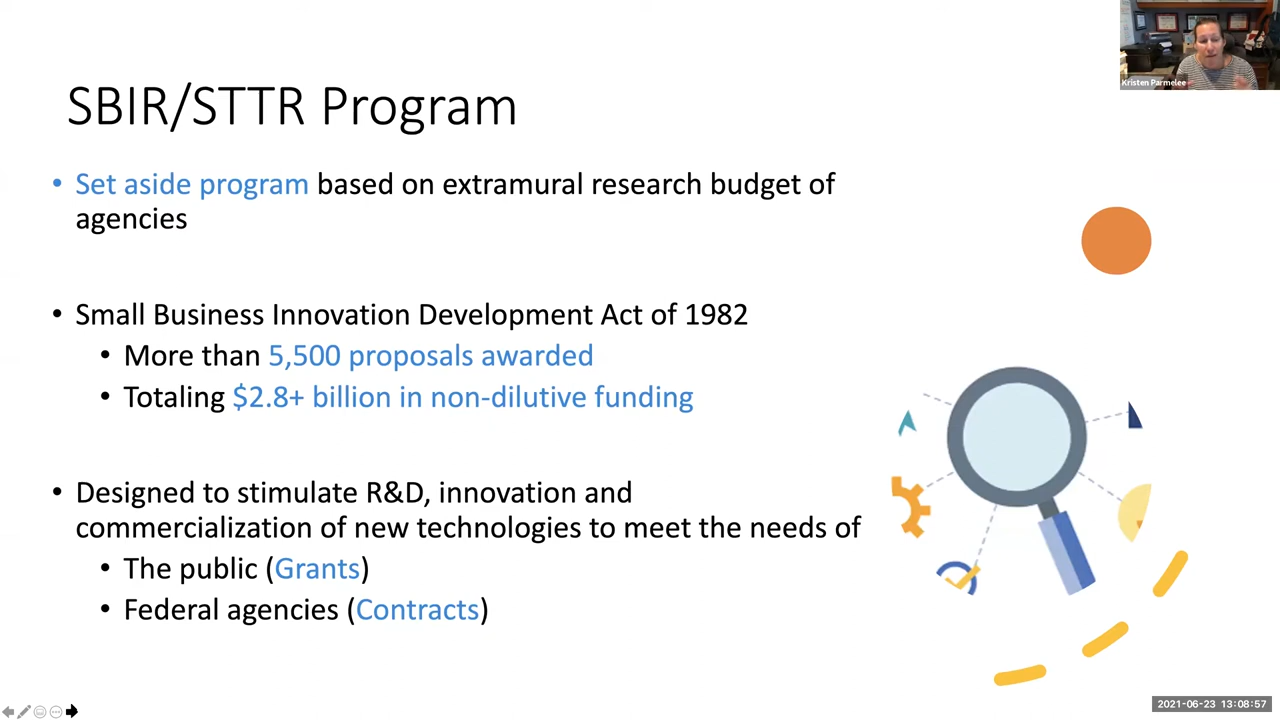 Kristen Parmelee
SBIR/STTR Program
• Set aside program based on extramural research budget of
agencies
• Small Business Innovation Development Act of 1982
• More than 5,500 proposals awarded
• Totaling $2.8+ billion in non-dilutive funding
• Designed to stimulate R&D, innovation and
commercialization of new technologies to meet the needs of
• The public (Grants)
• Federal agencies (Contracts)
2021-06-23 13:08:57